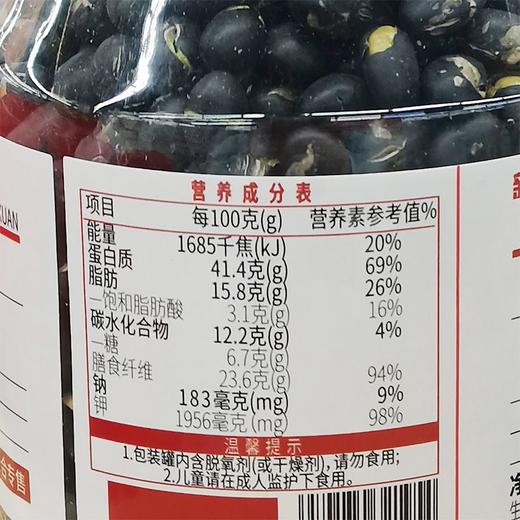 营养成分表
项目 每100克(g) 营养素参考值%
能量 1685千焦(kJ) 20%
蛋白质 41.4克(g) 69%
脂肪 15.8克(g) 26%
—饱和脂肪酸 3.1克(g) 16%
碳水化合物 12.2克(g) 4%
—糖 6.7克(g)
膳食纤维 23.6克(g) 94%
钠 183毫克(mg) 9%
钾 1956毫克(mg) 98%
温馨提示
1.包装罐内含脱氧剂(或干燥剂),请勿食用;
2.儿童请在成人监护下食用。
UAN
合专售
净
生